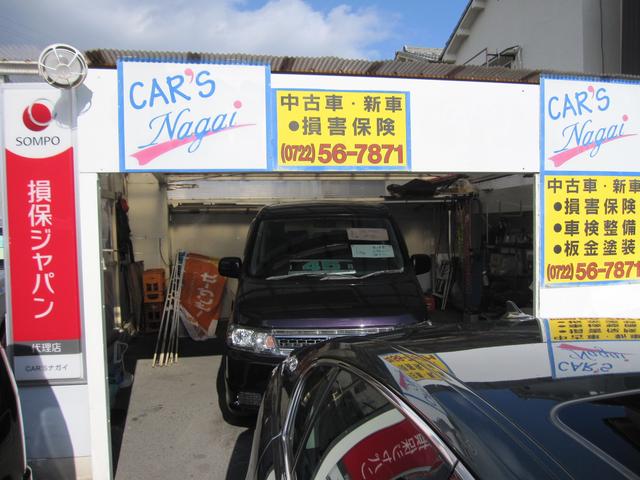 SOMPO
損保ジャパン
代理店
CAR'Sナガイ
CAR'S
Nagai
中古車・新車
●損害保険
(0722)56-7871
CAR'S
Nagai
中古車・新車
●損害保険
●車検整備
●板金塗装
(0722)56-7871